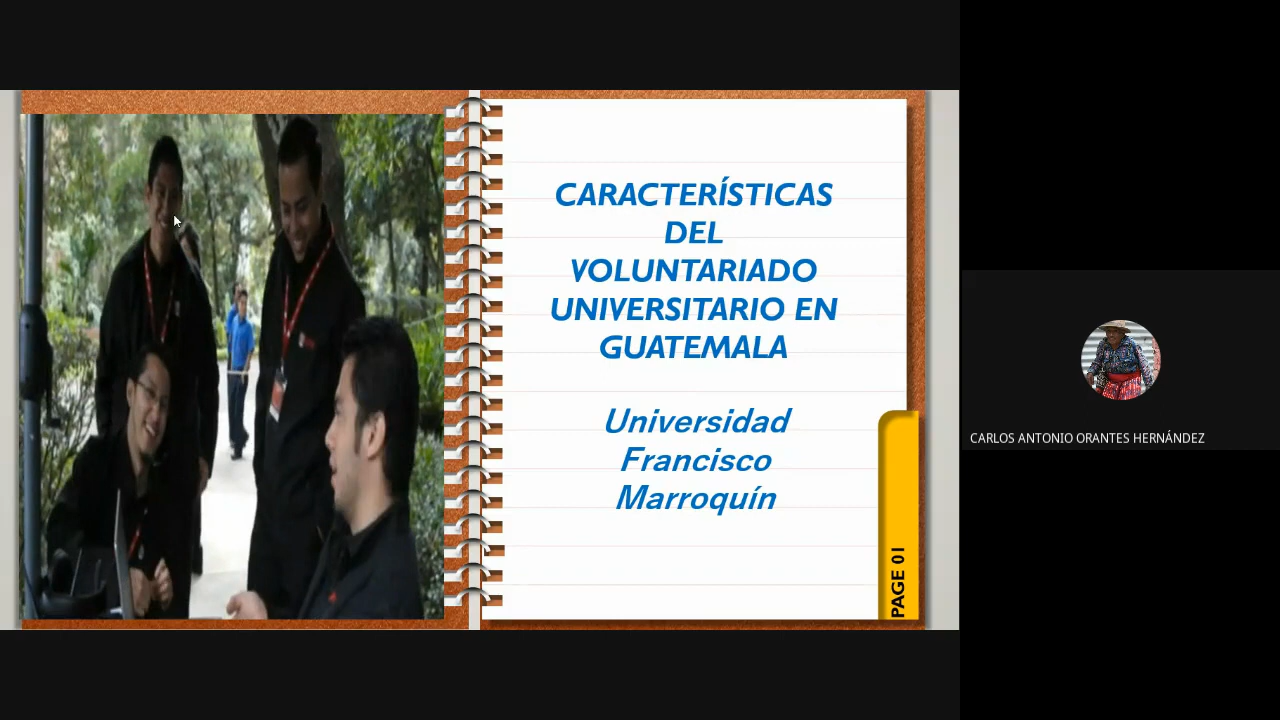 CARACTERÍSTICAS
DEL
VOLUNTARIADO
UNIVERSITARIO EN
GUATEMALA
Universidad
Francisco
Marroquín
PAGE 01
CARLOS ANTONIO ORANTES HERNÁNDEZ